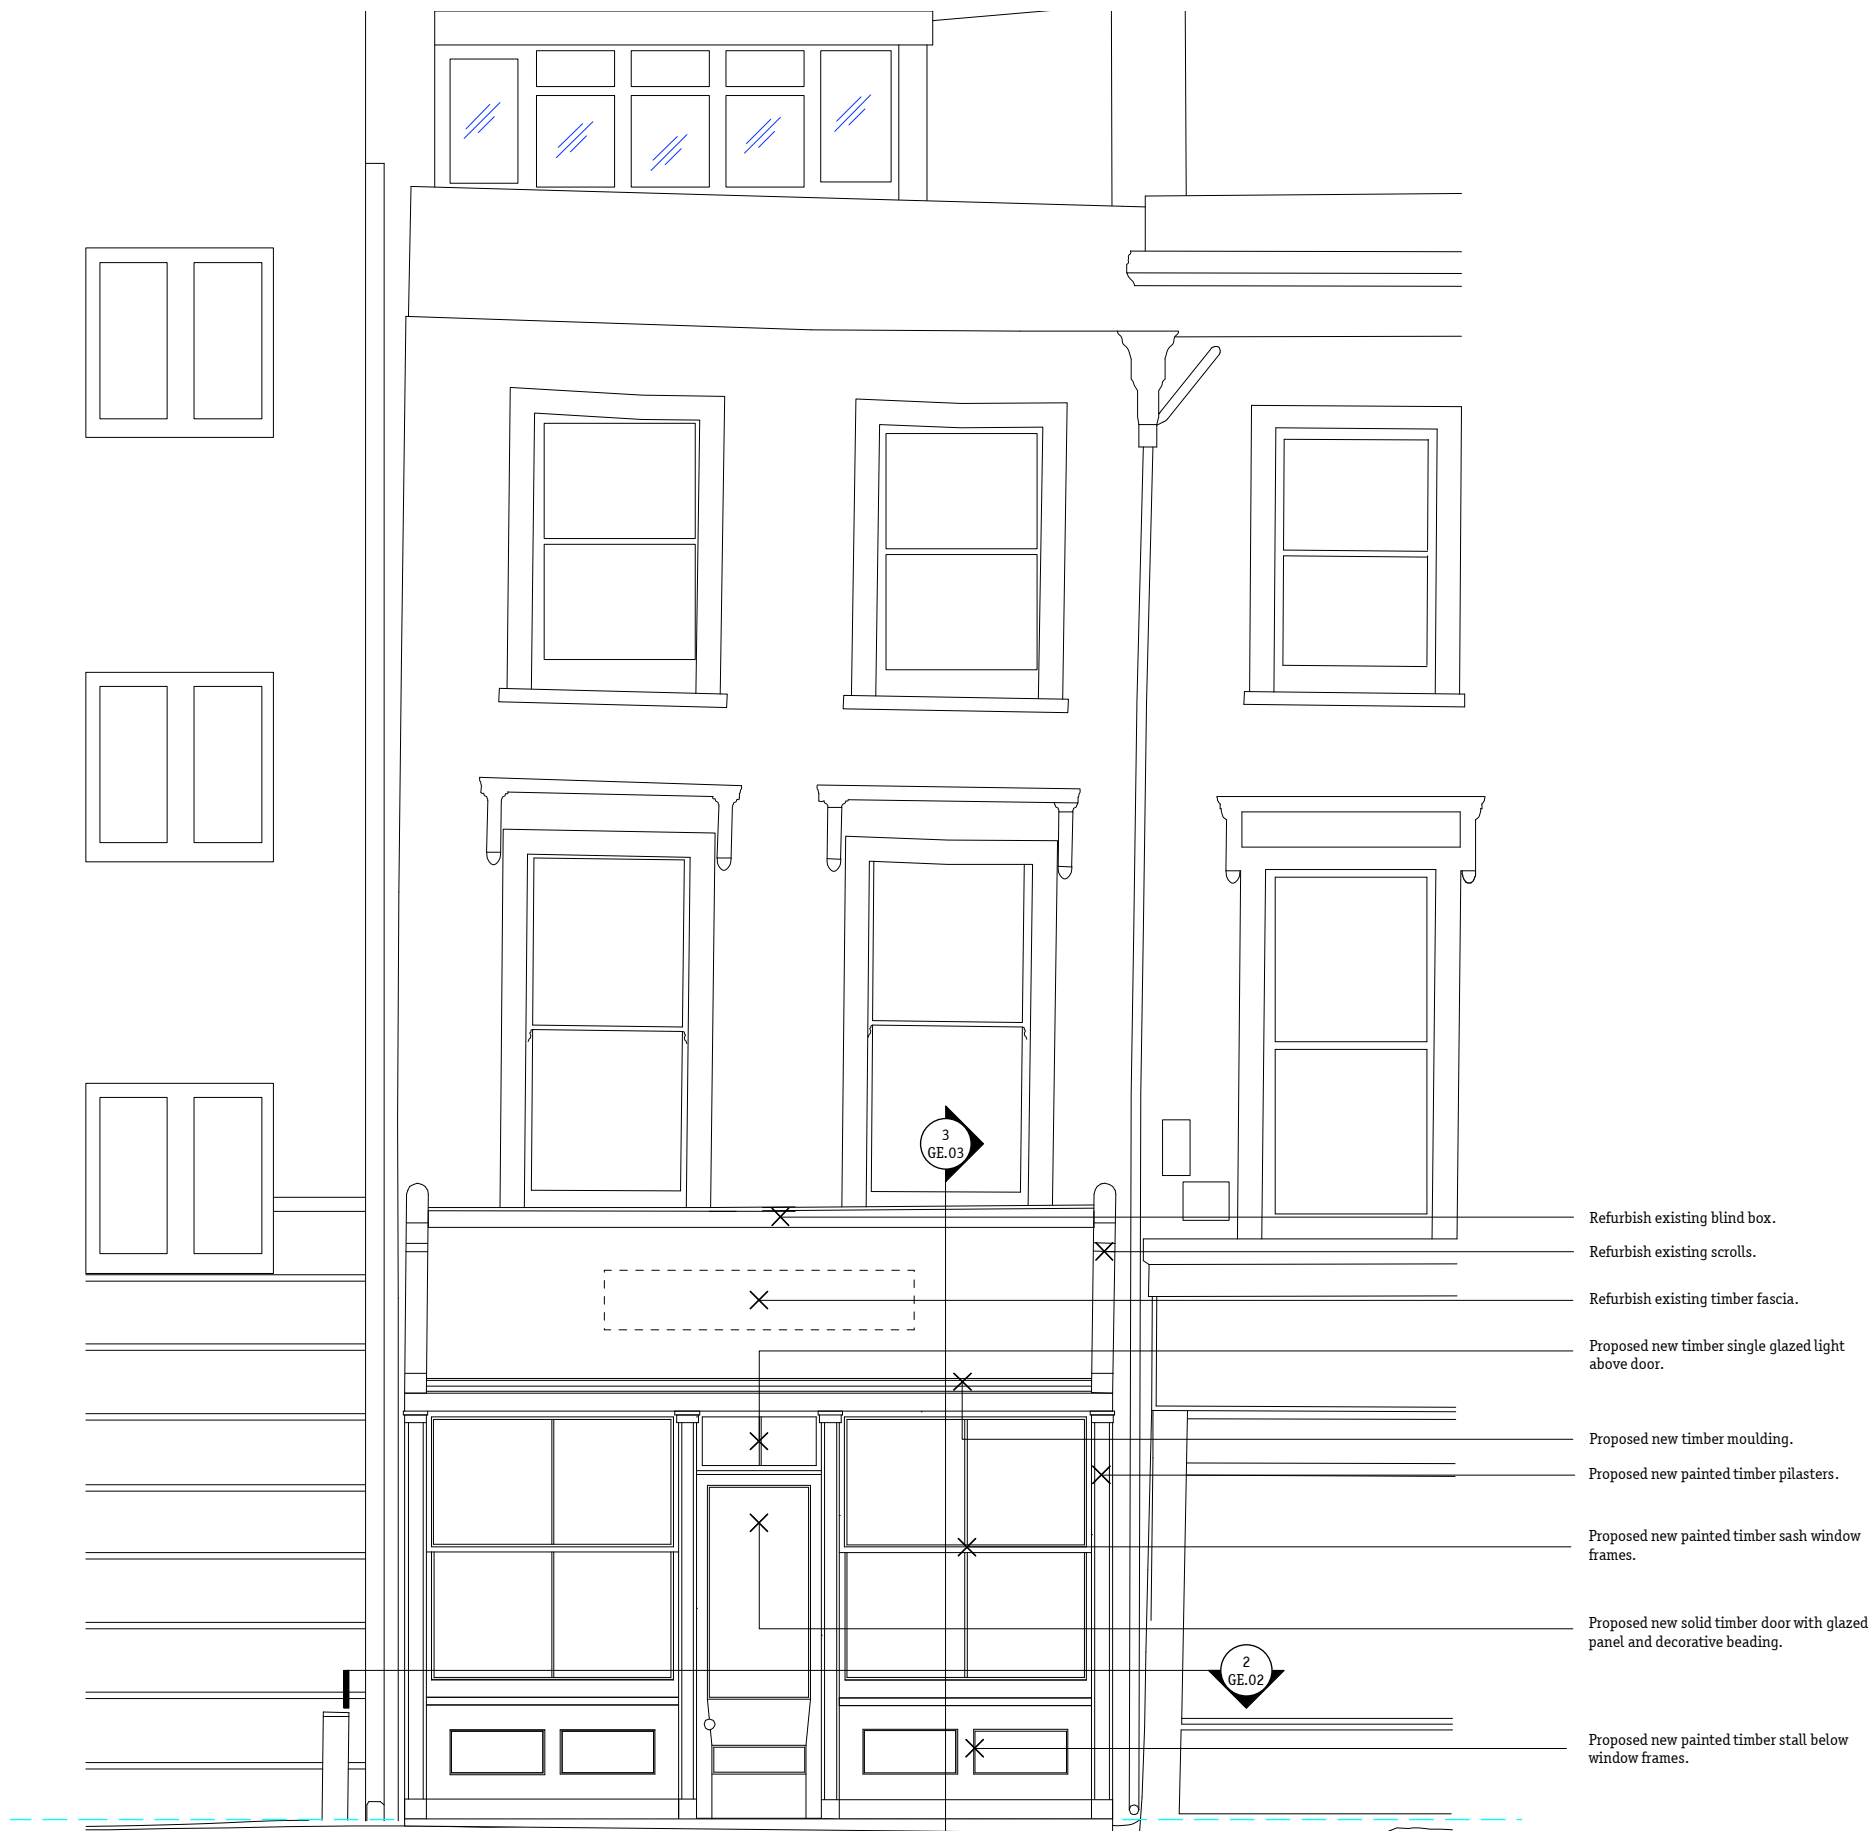 3
GE.03
Refurbish existing blind box.
Refurbish existing scrolls.
Refurbish existing timber fascia.
Proposed new timber single glazed light
above door.
Proposed new timber moulding.
Proposed new painted timber pilasters.
Proposed new painted timber sash window
frames.
Proposed new solid timber door with glazed
panel and decorative beading.
2
GE.02
Proposed new painted timber stall below
window frames.